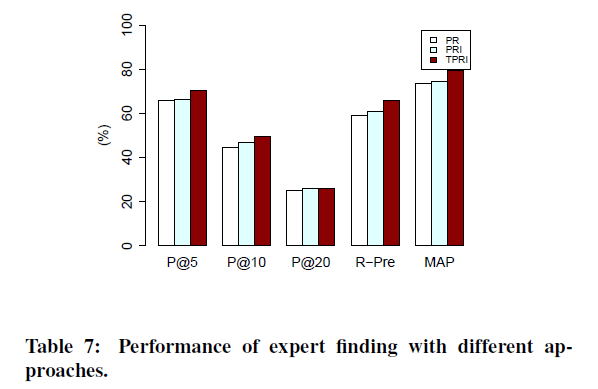 100
80
60
40
20
0
(%)
PR
PRI
TPRI
P@5 P@10 P@20 R−Pre MAP
Table 7: Performance of expert finding with different ap-
proaches.